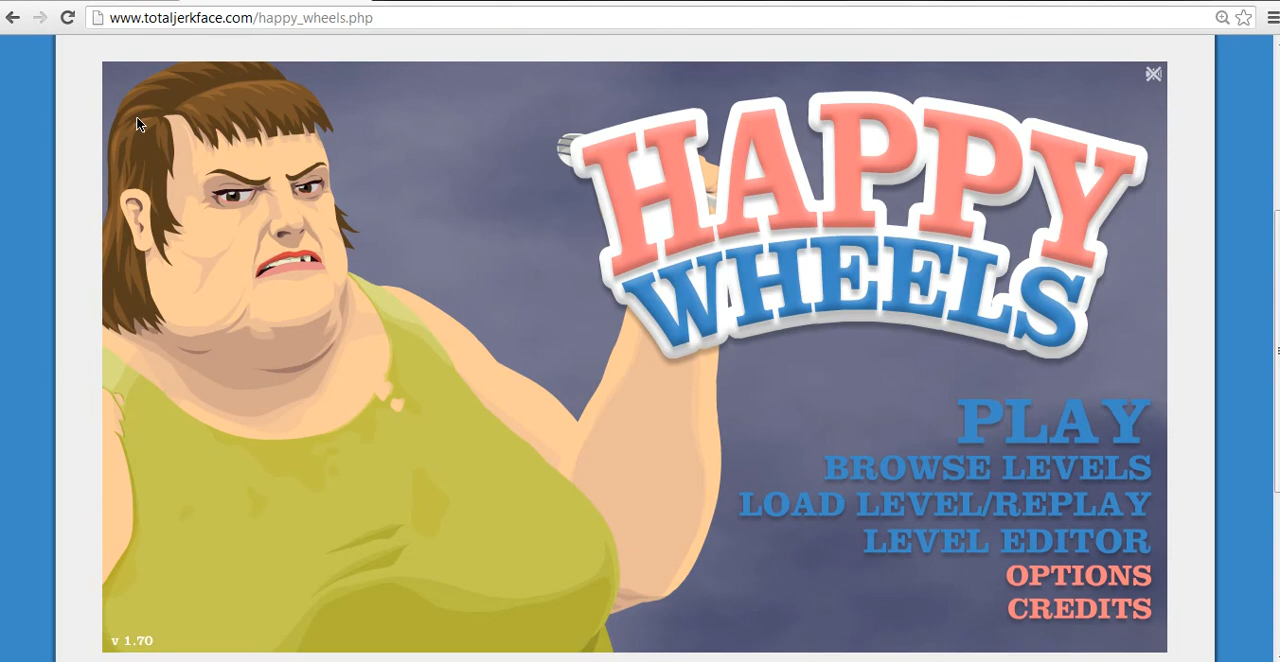 www.totaljerkface.com/happy_wheels.php
HAPPY
WHEELS
PLAY
BROWSE LEVELS
LOAD LEVEL/REPLAY
LEVEL EDITOR
OPTIONS
CREDITS
v 1.70